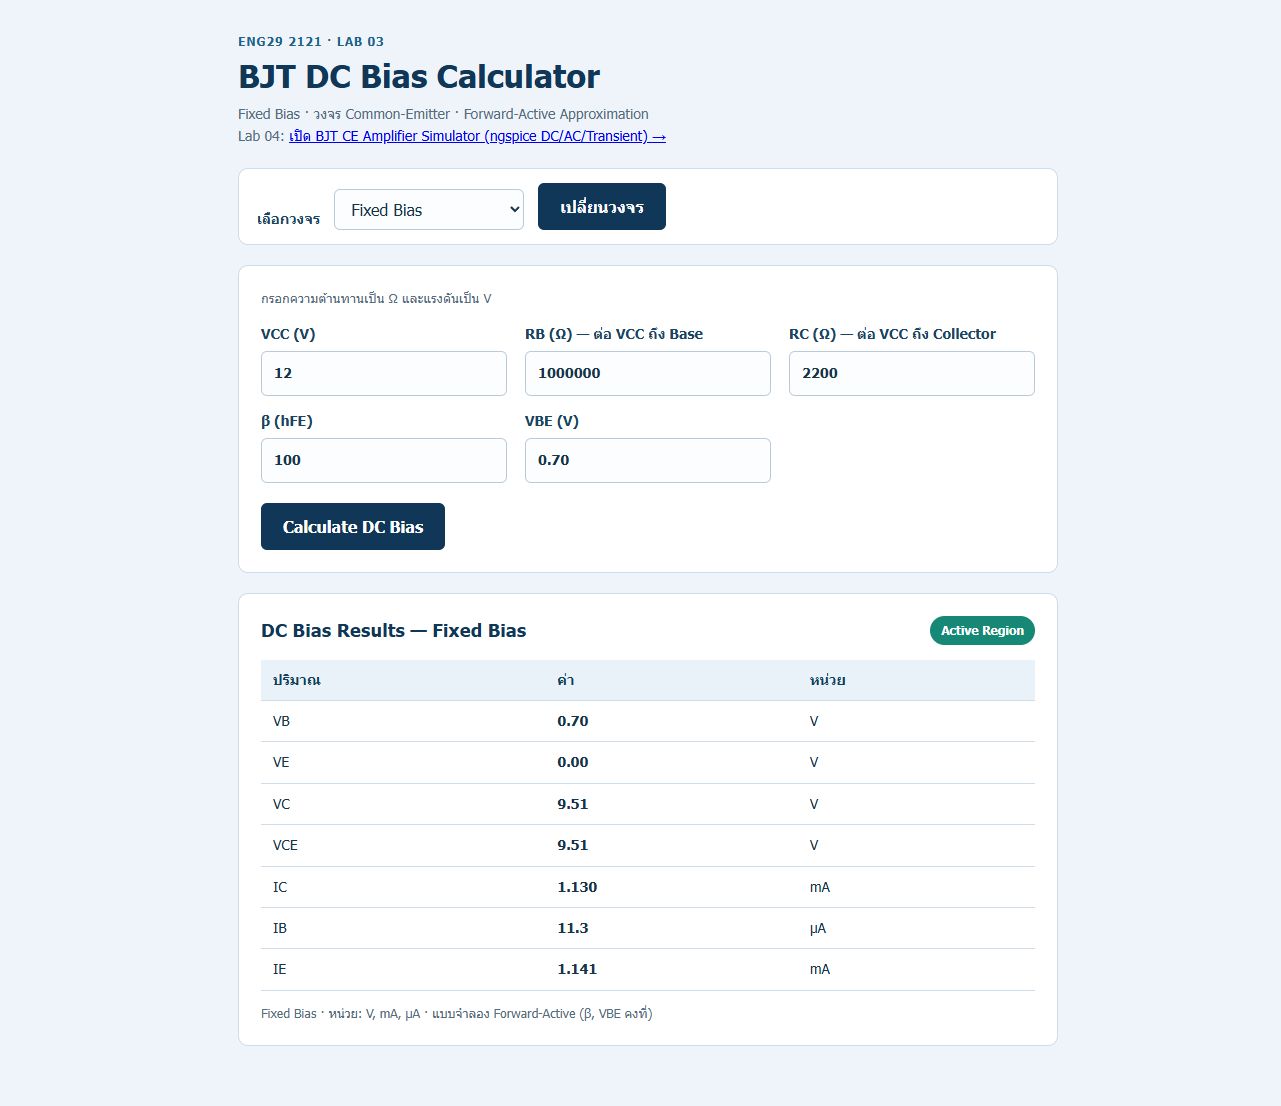 ENG29 2121 · LAB 03
BJT DC Bias Calculator
Fixed Bias · วงจร Common-Emitter · Forward-Active Approximation
Lab 04: เปิด BJT CE Amplifier Simulator (ngspice DC/AC/Transient) →
เลือกวงจร Fixed Bias เปลี่ยนวงจร
กรอกความต้านทานเป็น Ω และแรงดันเป็น V
VCC (V) RB (Ω) — ต่อ VCC ถึง Base RC (Ω) — ต่อ VCC ถึง Collector
12 1000000 2200
β (hFE) VBE (V)
100 0.70
Calculate DC Bias
DC Bias Results — Fixed Bias Active Region
ปริมาณ ค่า หน่วย
VB 0.70 V
VE 0.00 V
VC 9.51 V
VCE 9.51 V
IC 1.130 mA
IB 11.3 µA
IE 1.141 mA
Fixed Bias · หน่วย: V, mA, µA · แบบจำลอง Forward-Active (β, VBE คงที่)